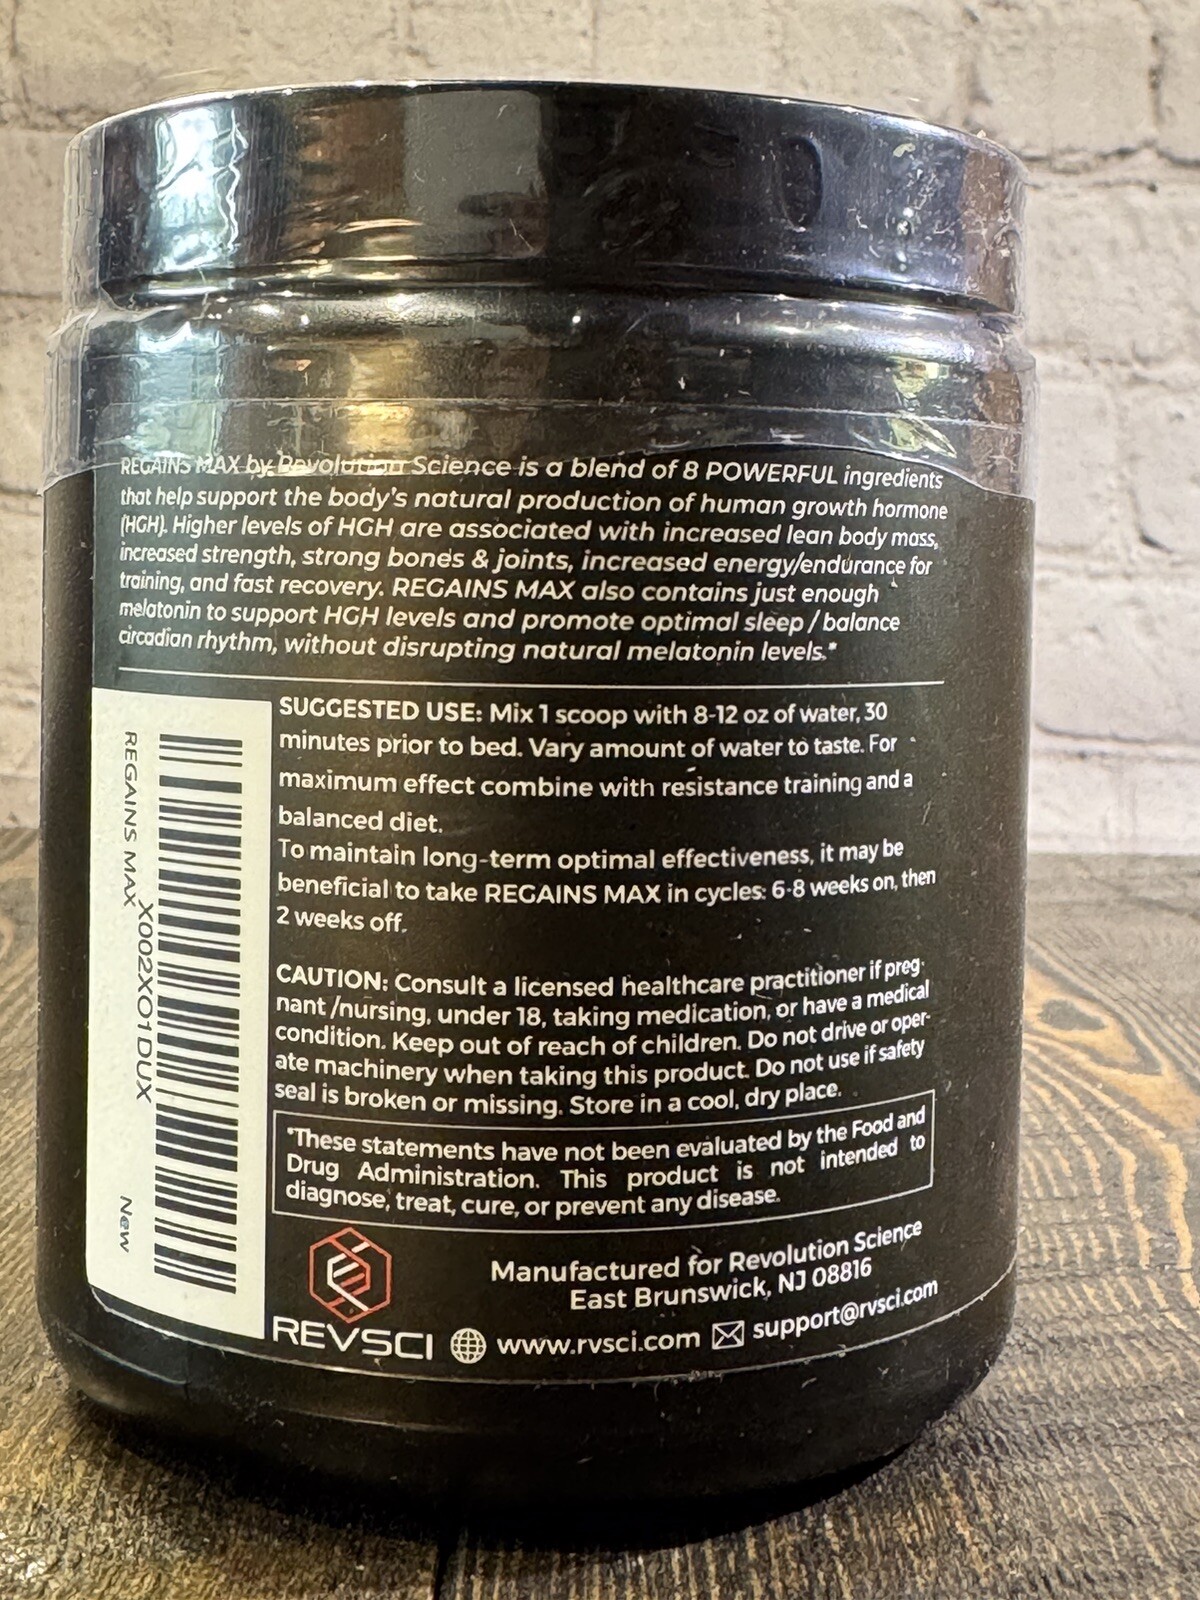 REGAINS MAX by Revolution Science is a blend of 8 POWERFUL ingredients
that help support the body's natural production of human growth hormone
(HGH). Higher levels of HGH are associated with increased lean body mass,
increased strength, strong bones & joints, increased energy/endurance for
training, and fast recovery. REGAINS MAX also contains just enough
melatonin to support HGH levels and promote optimal sleep / balance
circadian rhythm, without disrupting natural melatonin levels.*
SUGGESTED USE: Mix 1 scoop with 8-12 oz of water, 30
minutes prior to bed. Vary amount of water to taste. For
maximum effect combine with resistance training and a
balanced diet.
To maintain long-term optimal effectiveness, it may be
beneficial to take REGAINS MAX in cycles: 6-8 weeks on, then
2 weeks off.
CAUTION: Consult a licensed healthcare practitioner if preg-
nant /nursing, under 18, taking medication, or have a medical
condition. Keep out of reach of children. Do not drive or oper-
ate machinery when taking this product. Do not use if safety
seal is broken or missing. Store in a cool, dry place.
*These statements have not been evaluated by the Food and
Drug Administration. This product is not intended to
diagnose, treat, cure, or prevent any disease.
Manufactured for Revolution Science
East Brunswick, NJ 08816
REVSCI www.rvsci.com support@rvsci.com
X002XO1DUX
REGAINS MAX
New